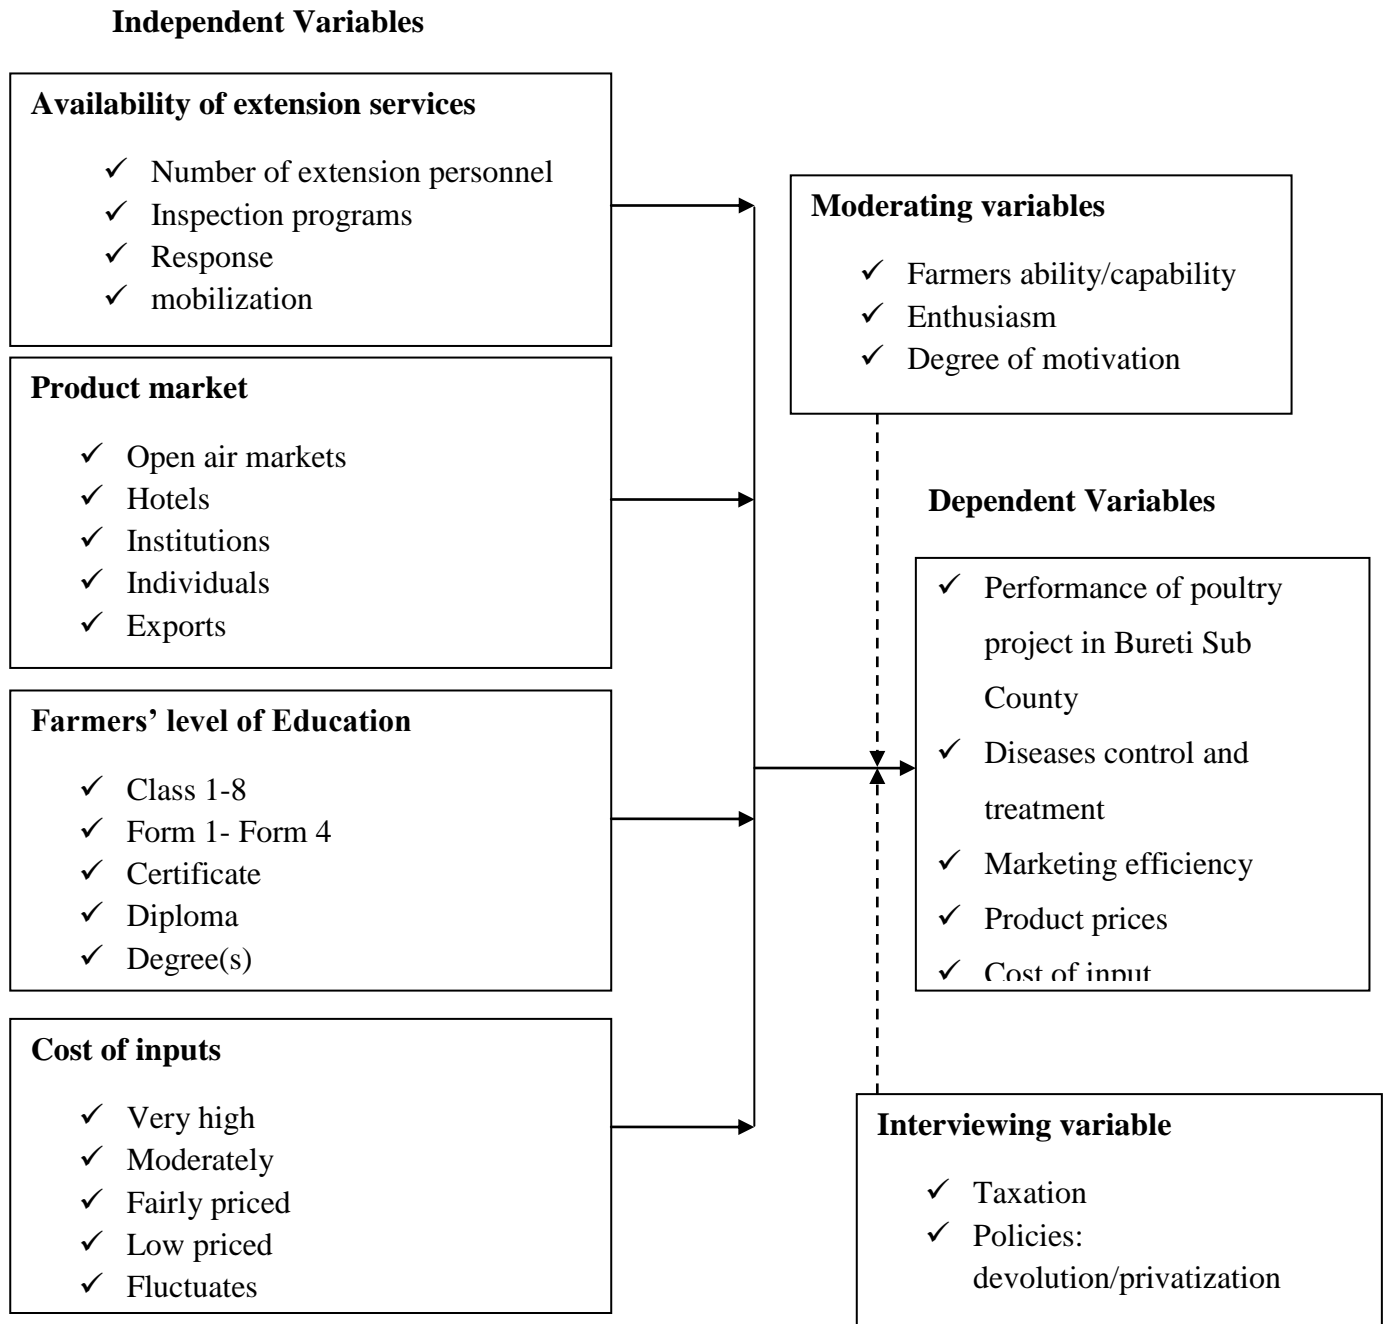 Independent Variables
Availability of extension services
✓ Number of extension personnel
✓ Inspection programs
✓ Response
✓ mobilization
Product market
✓ Open air markets
✓ Hotels
✓ Institutions
✓ Individuals
✓ Exports
Farmers’ level of Education
✓ Class 1-8
✓ Form 1- Form 4
✓ Certificate
✓ Diploma
✓ Degree(s)
Cost of inputs
✓ Very high
✓ Moderately
✓ Fairly priced
✓ Low priced
✓ Fluctuates
Moderating variables
✓ Farmers ability/capability
✓ Enthusiasm
✓ Degree of motivation
Dependent Variables
✓ Performance of poultry
project in Bureti Sub
County
✓ Diseases control and
treatment
✓ Marketing efficiency
✓ Product prices
✓ Cost of input
Interviewing variable
✓ Taxation
✓ Policies:
devolution/privatization